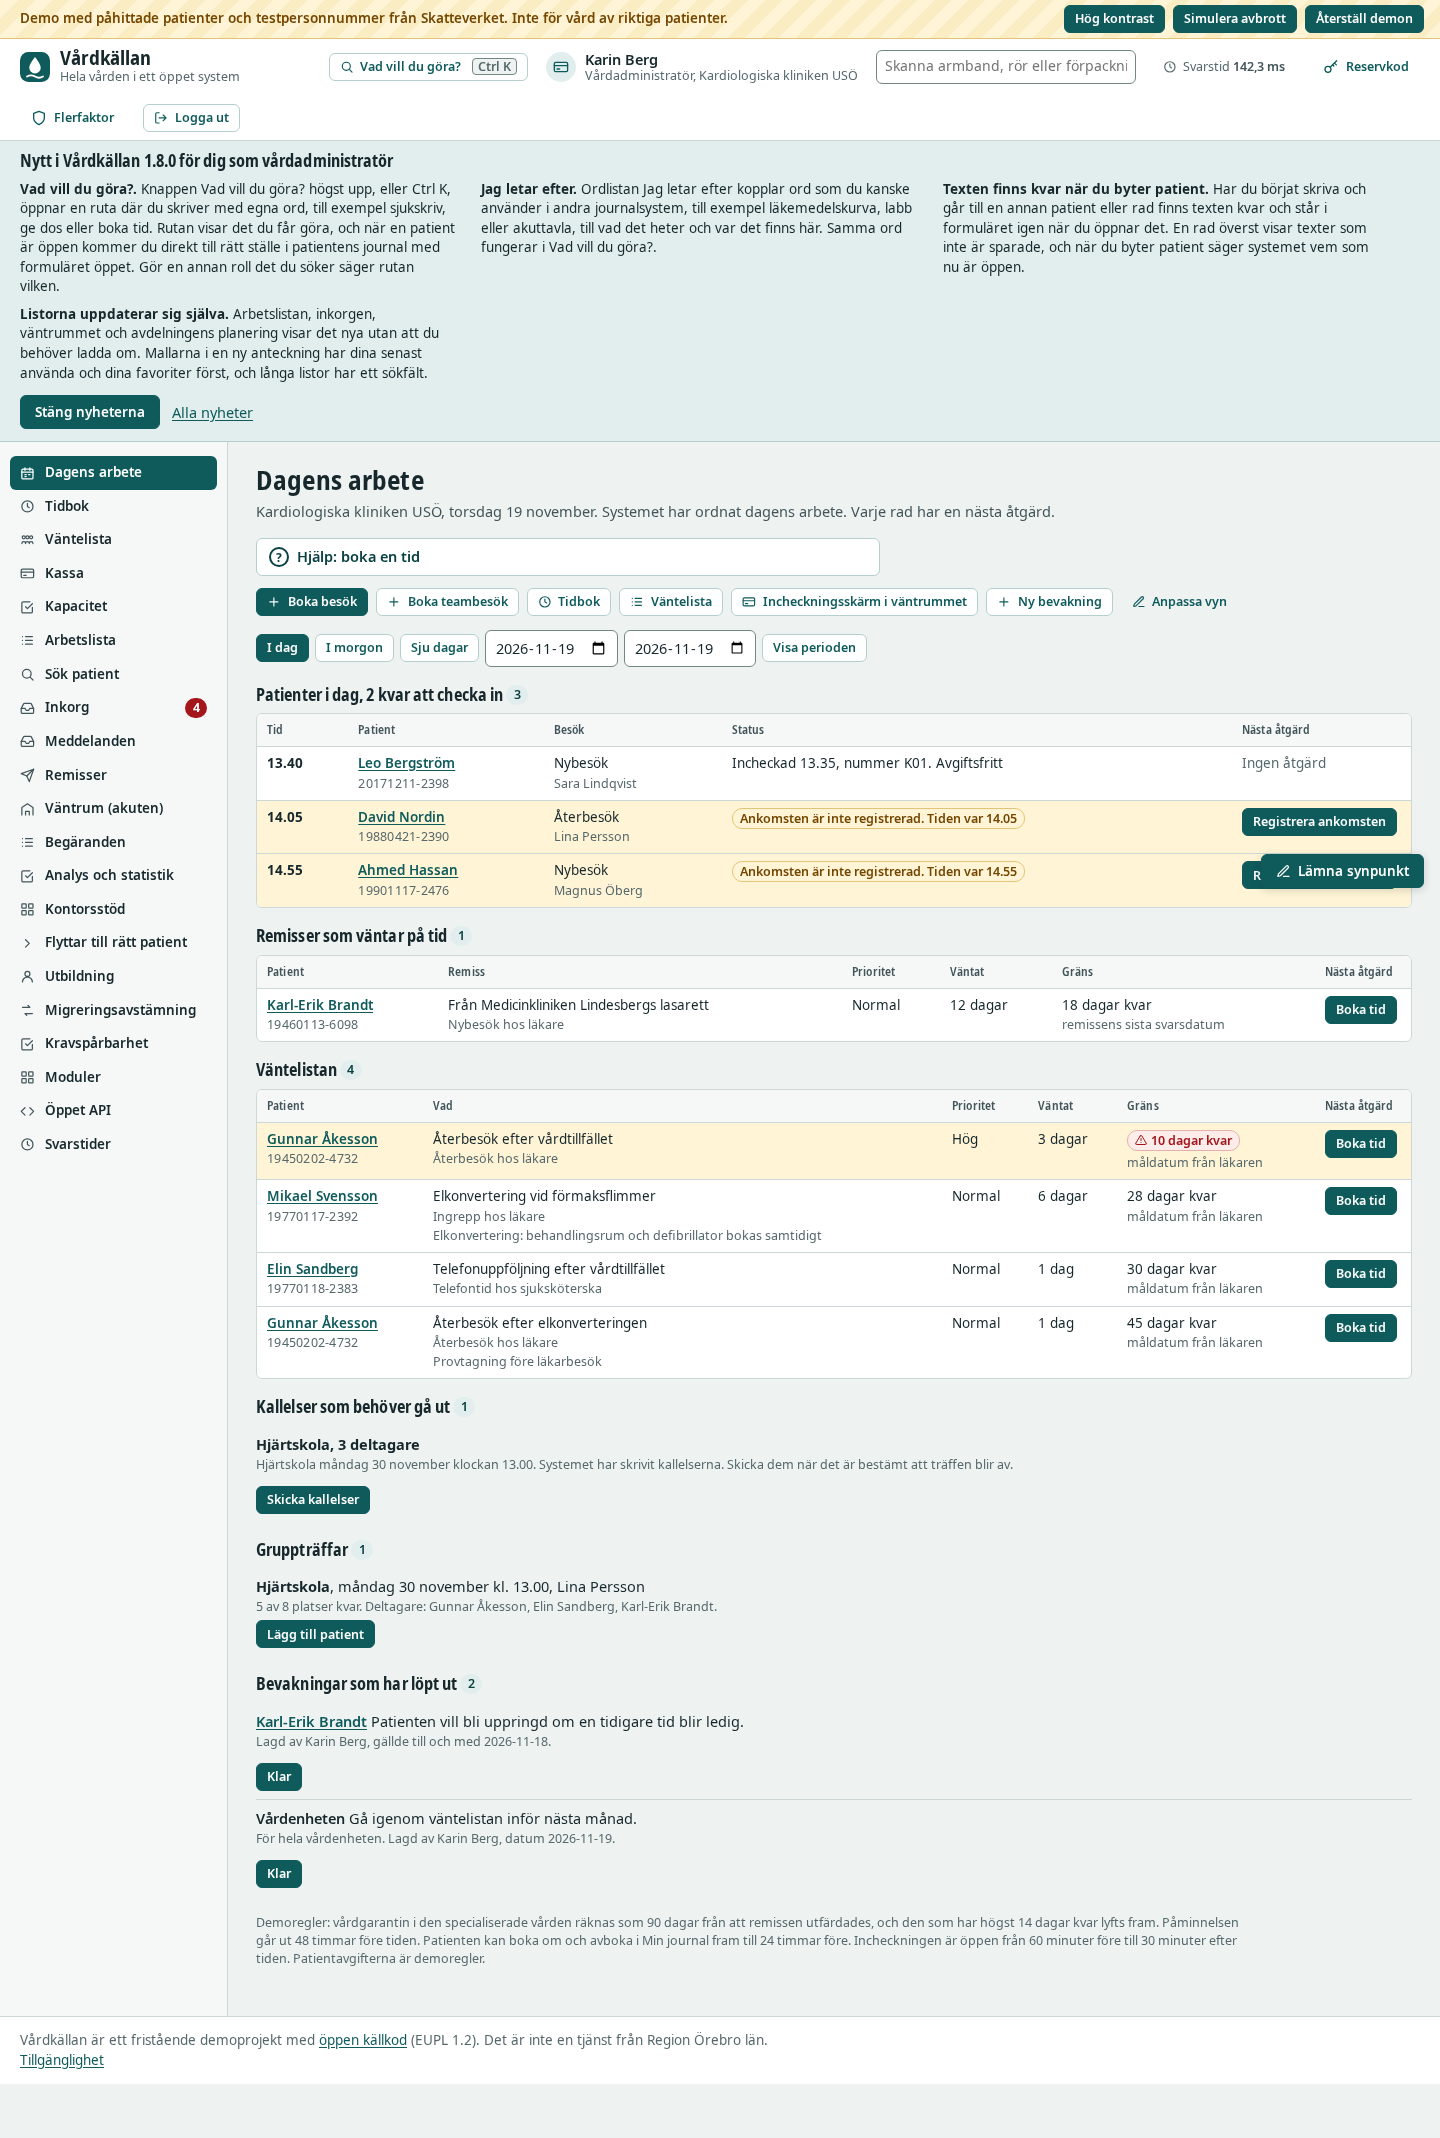 Demo med påhittade patienter och testpersonnummer från Skatteverket. Inte för vård av riktiga patienter.
Hög kontrast
Simulera avbrott
Återställ demon
Vårdkällan
Hela vården i ett öppet system
Vad vill du göra? Ctrl K
Karin Berg
Vårdadministratör, Kardiologiska kliniken USÖ
Skanna armband, rör eller förpackni
Svarstid 142,3 ms
Reservkod
Flerfaktor
Logga ut
Nytt i Vårdkällan 1.8.0 för dig som vårdadministratör
Vad vill du göra?. Knappen Vad vill du göra? högst upp, eller Ctrl K,
öppnar en ruta där du skriver med egna ord, till exempel sjukskriv,
ge dos eller boka tid. Rutan visar det du får göra, och när en patient
är öppen kommer du direkt till rätt ställe i patientens journal med
formuläret öppet. Gör en annan roll det du söker säger rutan
vilken.
Jag letar efter. Ordlistan Jag letar efter kopplar ord som du kanske
använder i andra journalsystem, till exempel läkemedelskurva, labb
eller akuttavla, till vad det heter och var det finns här. Samma ord
fungerar i Vad vill du göra?.
Texten finns kvar när du byter patient. Har du börjat skriva och
går till en annan patient eller rad finns texten kvar och står i
formuläret igen när du öppnar det. En rad överst visar texter som
inte är sparade, och när du byter patient säger systemet vem som
nu är öppen.
Listorna uppdaterar sig själva. Arbetslistan, inkorgen,
väntrummet och avdelningens planering visar det nya utan att du
behöver ladda om. Mallarna i en ny anteckning har dina senast
använda och dina favoriter först, och långa listor har ett sökfält.
Stäng nyheterna
Alla nyheter
Dagens arbete
Tidbok
Väntelista
Kassa
Kapacitet
Arbetslista
Sök patient
Inkorg 4
Meddelanden
Remisser
Väntrum (akuten)
Begäranden
Analys och statistik
Kontorsstöd
Flyttar till rätt patient
Utbildning
Migreringsavstämning
Kravspårbarhet
Moduler
Öppet API
Svarstider
Dagens arbete
Kardiologiska kliniken USÖ, torsdag 19 november. Systemet har ordnat dagens arbete. Varje rad har en nästa åtgärd.
? Hjälp: boka en tid
Boka besök
Boka teambesök
Tidbok
Väntelista
Incheckningsskärm i väntrummet
Ny bevakning
Anpassa vyn
I dag
I morgon
Sju dagar
2026-11-19
2026-11-19
Visa perioden
Patienter i dag, 2 kvar att checka in 3
Tid Patient Besök Status Nästa åtgärd
13.40 Leo Bergström Nybesök Incheckad 13.35, nummer K01. Avgiftsfritt Ingen åtgärd
20171211-2398 Sara Lindqvist
14.05 David Nordin Återbesök Ankomsten är inte registrerad. Tiden var 14.05 Registrera ankomsten
19880421-2390 Lina Persson
14.55 Ahmed Hassan Nybesök Ankomsten är inte registrerad. Tiden var 14.55 R
19901117-2476 Magnus Öberg
Lämna synpunkt
Remisser som väntar på tid 1
Patient Remiss Prioritet Väntat Gräns Nästa åtgärd
Karl-Erik Brandt Från Medicinkliniken Lindesbergs lasarett Normal 12 dagar 18 dagar kvar Boka tid
19460113-6098 Nybesök hos läkare remissens sista svarsdatum
Väntelistan 4
Patient Vad Prioritet Väntat Gräns Nästa åtgärd
Gunnar Åkesson Återbesök efter vårdtillfället Hög 3 dagar 10 dagar kvar Boka tid
19450202-4732 Återbesök hos läkare måldatum från läkaren
Mikael Svensson Elkonvertering vid förmaksflimmer Normal 6 dagar 28 dagar kvar Boka tid
19770117-2392 Ingrepp hos läkare måldatum från läkaren
Elkonvertering: behandlingsrum och defibrillator bokas samtidigt
Elin Sandberg Telefonuppföljning efter vårdtillfället Normal 1 dag 30 dagar kvar Boka tid
19770118-2383 Telefontid hos sjuksköterska måldatum från läkaren
Gunnar Åkesson Återbesök efter elkonverteringen Normal 1 dag 45 dagar kvar Boka tid
19450202-4732 Återbesök hos läkare måldatum från läkaren
Provtagning före läkarbesök
Kallelser som behöver gå ut 1
Hjärtskola, 3 deltagare
Hjärtskola måndag 30 november klockan 13.00. Systemet har skrivit kallelserna. Skicka dem när det är bestämt att träffen blir av.
Skicka kallelser
Gruppträffar 1
Hjärtskola, måndag 30 november kl. 13.00, Lina Persson
5 av 8 platser kvar. Deltagare: Gunnar Åkesson, Elin Sandberg, Karl-Erik Brandt.
Lägg till patient
Bevakningar som har löpt ut 2
Karl-Erik Brandt Patienten vill bli uppringd om en tidigare tid blir ledig.
Lagd av Karin Berg, gällde till och med 2026-11-18.
Klar
Vårdenheten Gå igenom väntelistan inför nästa månad.
För hela vårdenheten. Lagd av Karin Berg, datum 2026-11-19.
Klar
Demoregler: vårdgarantin i den specialiserade vården räknas som 90 dagar från att remissen utfärdades, och den som har högst 14 dagar kvar lyfts fram. Påminnelsen
går ut 48 timmar före tiden. Patienten kan boka om och avboka i Min journal fram till 24 timmar före. Incheckningen är öppen från 60 minuter före till 30 minuter efter
tiden. Patientavgifterna är demoregler.
Vårdkällan är ett fristående demoprojekt med öppen källkod (EUPL 1.2). Det är inte en tjänst från Region Örebro län.
Tillgänglighet